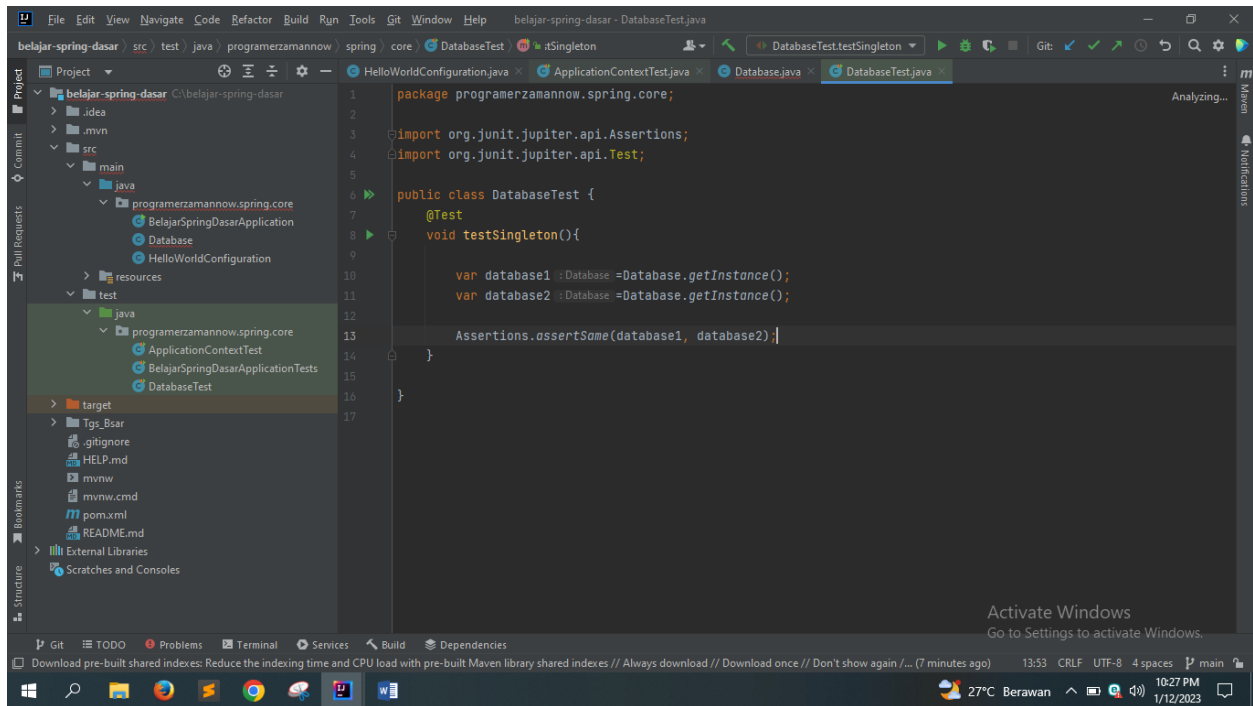 File Edit View Navigate Code Refactor Build Run Tools Git Window Help belajar-spring-dasar - DatabaseTest.java
belajar-spring-dasar src test java programerzamannow spring core DatabaseTest tSingleton DatabaseTest.testSingleton Git:
Project HelloWorldConfiguration.java ApplicationContextTest.java Database.java DatabaseTest.java
Project
Commit
Pull Requests
Bookmarks
Structure
belajar-spring-dasar C:\belajar-spring-dasar
.idea
.mvn
src
main
java
programerzamannow.spring.core
BelajarSpringDasarApplication
Database
HelloWorldConfiguration
resources
test
java
programerzamannow.spring.core
ApplicationContextTest
BelajarSpringDasarApplicationTests
DatabaseTest
target
Tgs_Bsar
.gitignore
HELP.md
mvnw
mvnw.cmd
pom.xml
README.md
External Libraries
Scratches and Consoles
1 package programerzamannow.spring.core;
2
3 import org.junit.jupiter.api.Assertions;
4 import org.junit.jupiter.api.Test;
5
6 public class DatabaseTest {
7 @Test
8 void testSingleton(){
9
10 var database1 : Database =Database.getInstance();
11 var database2 : Database =Database.getInstance();
12
13 Assertions.assertSame(database1, database2);
14 }
15
16 }
17
Analyzing...
m
Maven
Notifications
Activate Windows
Go to Settings to activate Windows.
Git TODO Problems Terminal Services Build Dependencies
Download pre-built shared indexes: Reduce the indexing time and CPU load with pre-built Maven library shared indexes // Always download // Download once // Don't show again /... (7 minutes ago) 13:53 CRLF UTF-8 4 spaces main
27°C Berawan 10:27 PM
1/12/2023